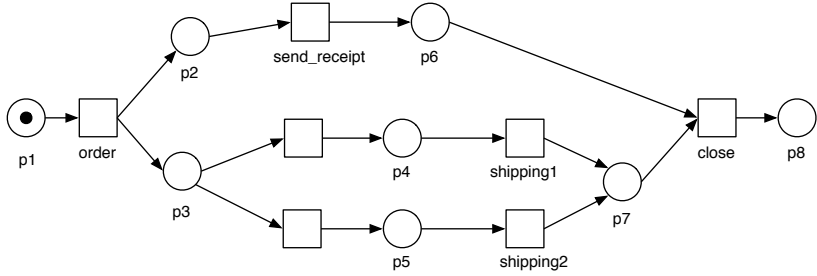 p2
send_receipt
p6
p1
order
p4
shipping1
close
p8
p3
p7
p5
shipping2